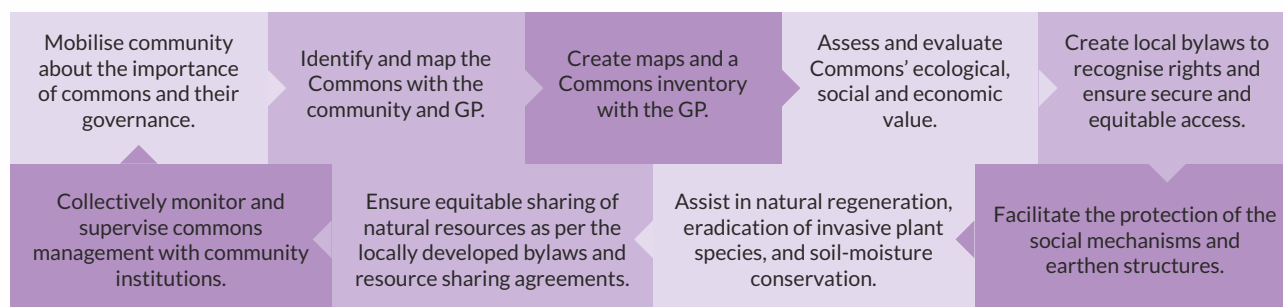 Mobilise community
about the importance
of commons and their
governance.
Identify and map the
Commons with the
community and GP.
Create maps and a
Commons inventory
with the GP.
Assess and evaluate
Commons’ ecological,
social and economic
value.
Create local bylaws to
recognise rights and
ensure secure and
equitable access.
Facilitate the protection of the
social mechanisms and
earthen structures.
Assist in natural regeneration,
eradication of invasive plant
species, and soil-moisture
conservation.
Ensure equitable sharing of
natural resources as per the
locally developed bylaws and
resource sharing agreements.
Collectively monitor and
supervise commons
management with community
institutions.